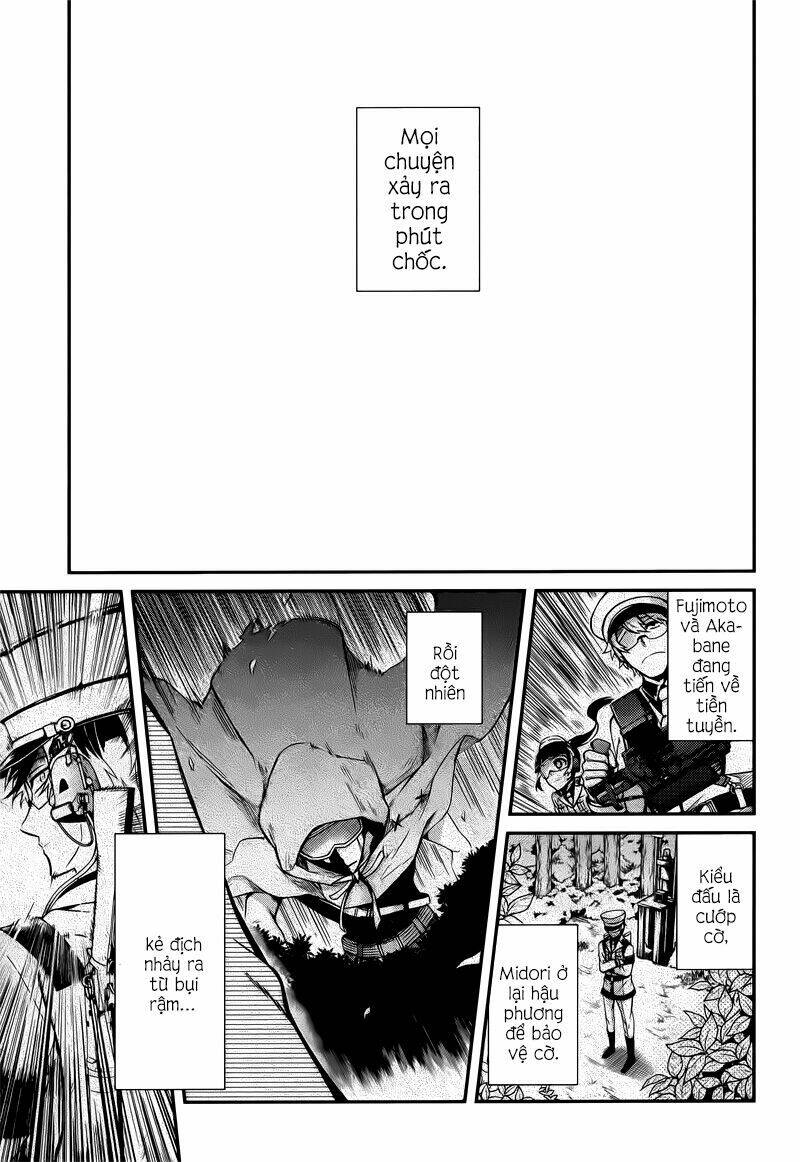 Mọi
chuyện
xảy ra
trong
phút
chốc.
Fujimoto
và Aka-
bane
đang
tiến về
tiền
tuyền.
Kiểu
đấu là
cướp
cờ,
Midori ở
lại hậu
phương
để bảo
vệ cờ.
Rồi
đột
nhiên
kẻ địch
nhảy ra
từ bụi
rậm...